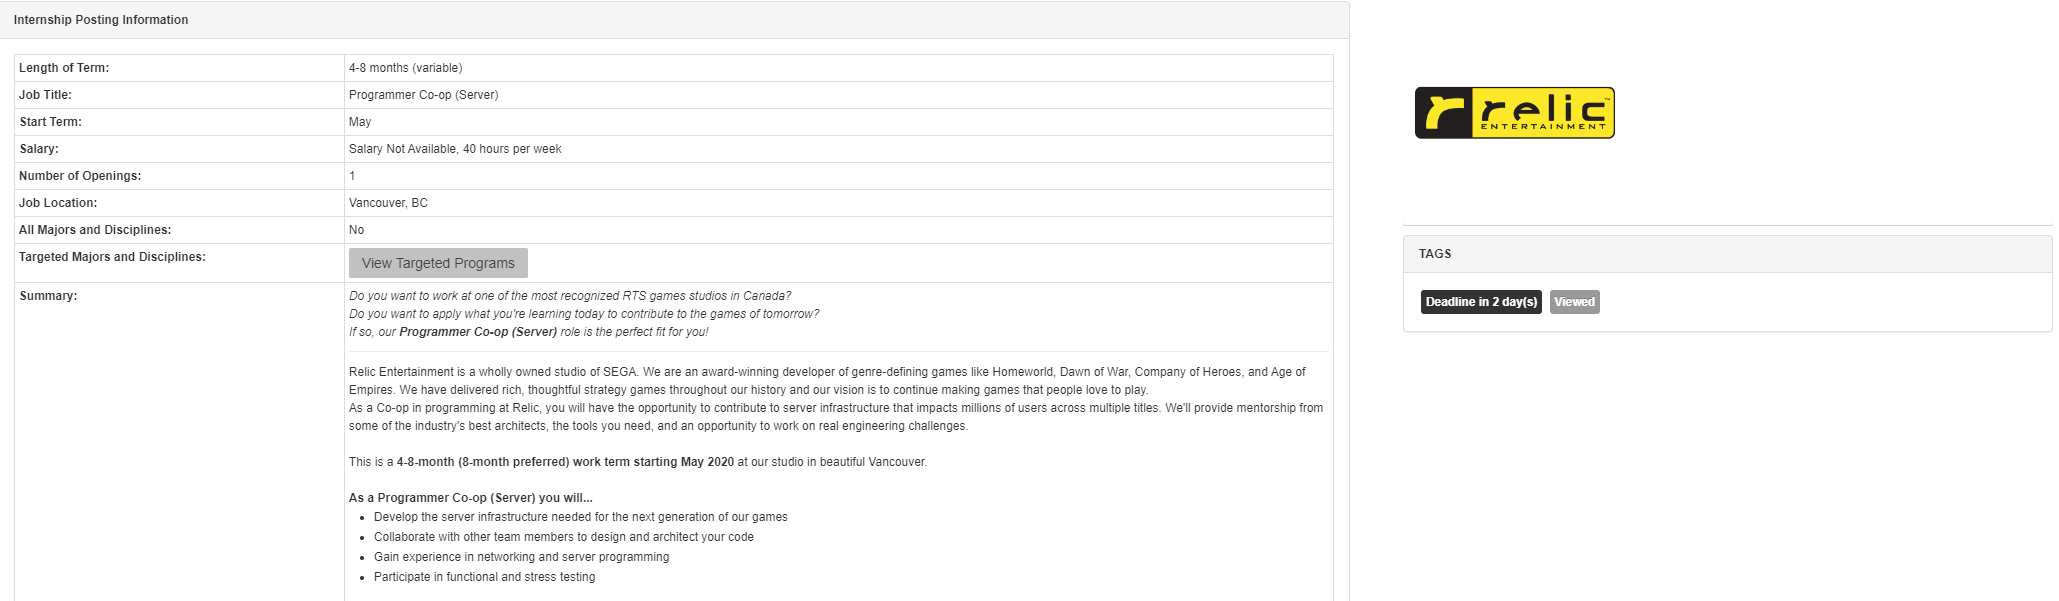 Internship Posting Information
Length of Term: 4-8 months (variable)
Job Title: Programmer Co-op (Server)
Start Term: May
Salary: Salary Not Available, 40 hours per week
Number of Openings: 1
Job Location: Vancouver, BC
All Majors and Disciplines: No
Targeted Majors and Disciplines: View Targeted Programs
Summary: Do you want to work at one of the most recognized RTS games studios in Canada?
Do you want to apply what you're learning today to contribute to the games of tomorrow?
If so, our Programmer Co-op (Server) role is the perfect fit for you!
Relic Entertainment is a wholly owned studio of SEGA. We are an award-winning developer of genre-defining games like Homeworld, Dawn of War, Company of Heroes, and Age of
Empires. We have delivered rich, thoughtful strategy games throughout our history and our vision is to continue making games that people love to play.
As a Co-op in programming at Relic, you will have the opportunity to contribute to server infrastructure that impacts millions of users across multiple titles. We'll provide mentorship from
some of the industry's best architects, the tools you need, and an opportunity to work on real engineering challenges.
This is a 4-8-month (8-month preferred) work term starting May 2020 at our studio in beautiful Vancouver.
As a Programmer Co-op (Server) you will...
• Develop the server infrastructure needed for the next generation of our games
• Collaborate with other team members to design and architect your code
• Gain experience in networking and server programming
• Participate in functional and stress testing
r relic™
ENTERTAINMENT
TAGS
Deadline in 2 day(s) Viewed